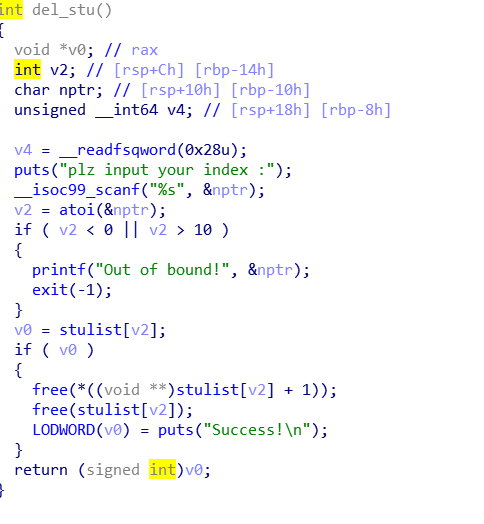 int del_stu()
{
  void *v0; // rax
  int v2; // [rsp+Ch] [rbp-14h]
  char nptr; // [rsp+10h] [rbp-10h]
  unsigned __int64 v4; // [rsp+18h] [rbp-8h]

  v4 = __readfsqword(0x28u);
  puts("plz input your index :");
  __isoc99_scanf("%s", &nptr);
  v2 = atoi(&nptr);
  if ( v2 < 0 || v2 > 10 )
  {
    printf("Out of bound!", &nptr);
    exit(-1);
  }
  v0 = stulist[v2];
  if ( v0 )
  {
    free(*((void **)stulist[v2] + 1));
    free(stulist[v2]);
    LODWORD(v0) = puts("Success!\n");
  }
  return (signed int)v0;
}